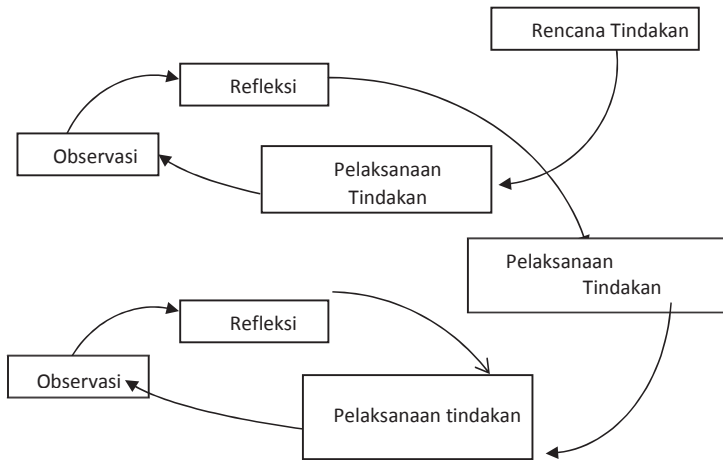 Rencana Tindakan
Refleksi
Observasi
Pelaksanaan
Tindakan
Pelaksanaan
Tindakan
Refleksi
Observasi
Pelaksanaan tindakan